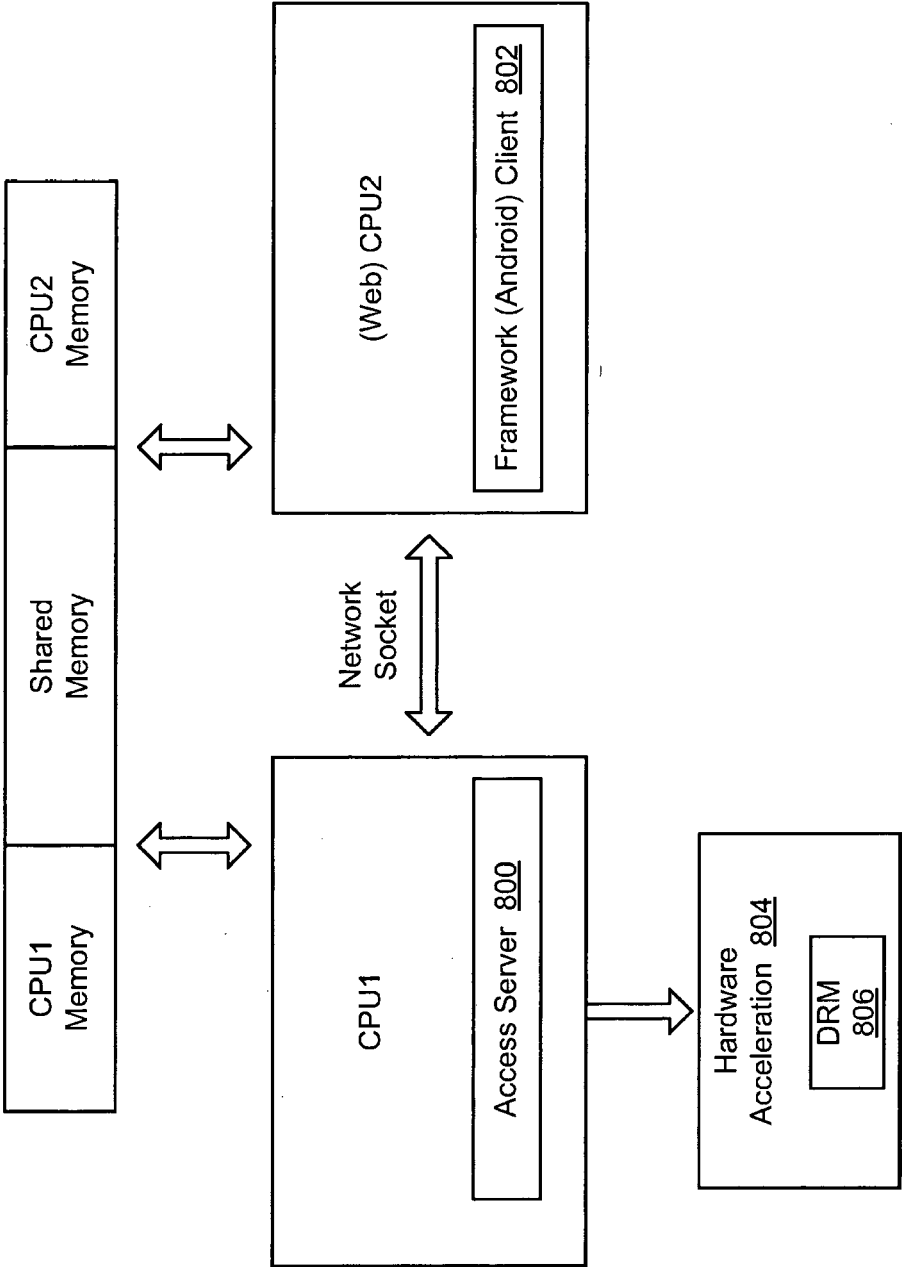 CPU1
Memory
Shared
Memory
CPU2
Memory
Network
Socket
CPU1
Access Server 800
(Web) CPU2
Framework (Android) Client 802
Hardware
Acceleration 804
DRM
806